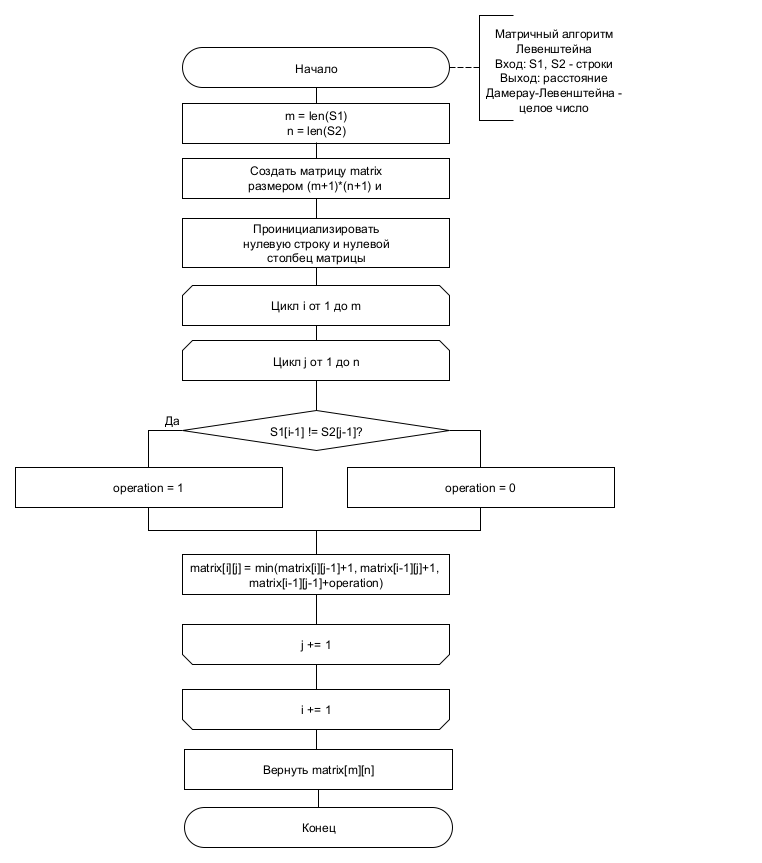 Матричный алгоритм
Левенштейна
Вход: S1, S2 - строки
Выход: расстояние
Дамерау-Левенштейна -
целое число
Начало
m = len(S1)
n = len(S2)
Создать матрицу matrix
размером (m+1)*(n+1) и
Проинициализировать
нулевую строку и нулевой
столбец матрицы
Цикл i от 1 до m
Цикл j от 1 до n
Да
S1[i-1] != S2[j-1]?
operation = 1
operation = 0
matrix[i][j] = min(matrix[i][j-1]+1, matrix[i-1][j]+1,
matrix[i-1][j-1]+operation)
j += 1
i += 1
Вернуть matrix[m][n]
Конец